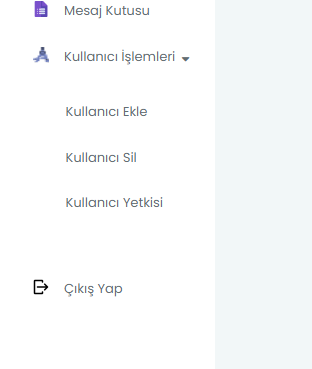 Mesaj Kutusu
Kullanıcı İşlemleri
Kullanıcı Ekle
Kullanıcı Sil
Kullanıcı Yetkisi
Çıkış Yap